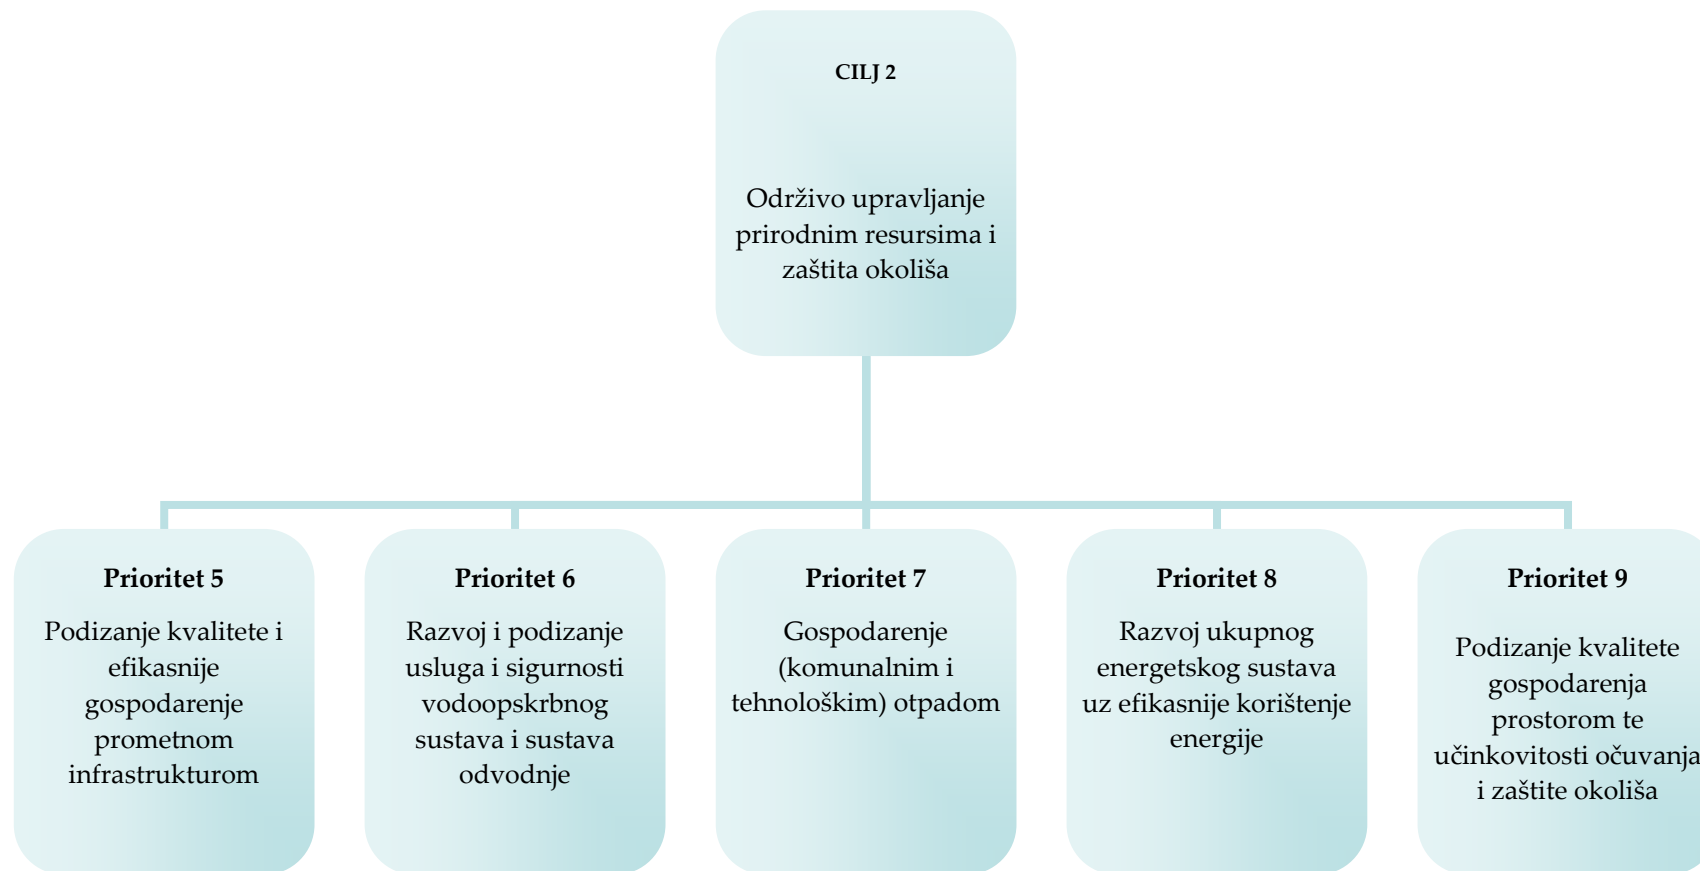 CILJ 2
Održivo upravljanje
prirodnim resursima i
zaštita okoliša
Prioritet 5
Podizanje kvalitete i
efikasnije
gospodarenje
prometnom
infrastrukturom
Prioritet 6
Razvoj i podizanje
usluga i sigurnosti
vodoopskrbnog
sustava i sustava
odvodnje
Prioritet 7
Gospodarenje
(komunalnim i
tehnološkim) otpadom
Prioritet 8
Razvoj ukupnog
energetskog sustava
uz efikasnije korištenje
energije
Prioritet 9
Podizanje kvalitete
gospodarenja
prostorom te
učinkovitosti očuvanja
i zaštite okoliša